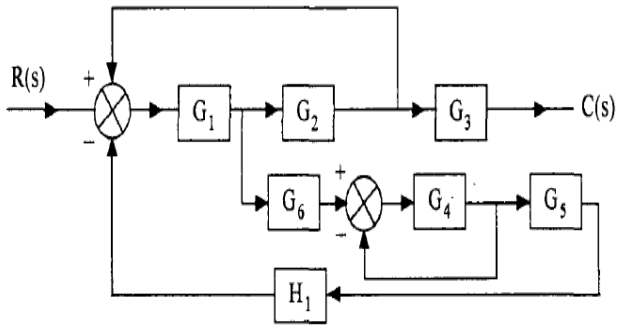 R(s)
+
−
G₁
G₂
G₃
C(s)
G₆
+
−
G₄
G₅
H₁